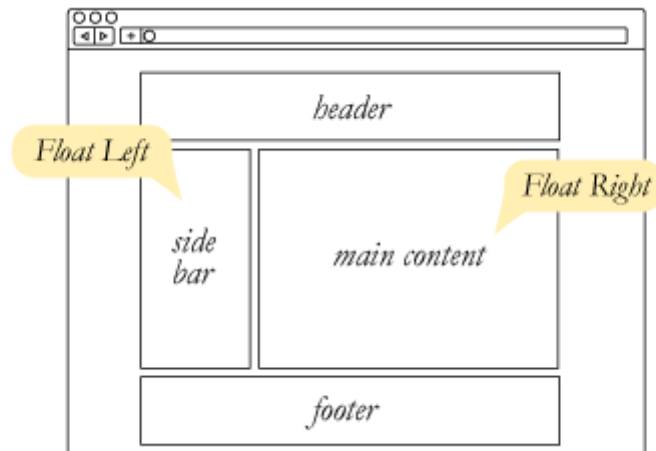 header
Float Left
Float Right
side
bar
main content
footer